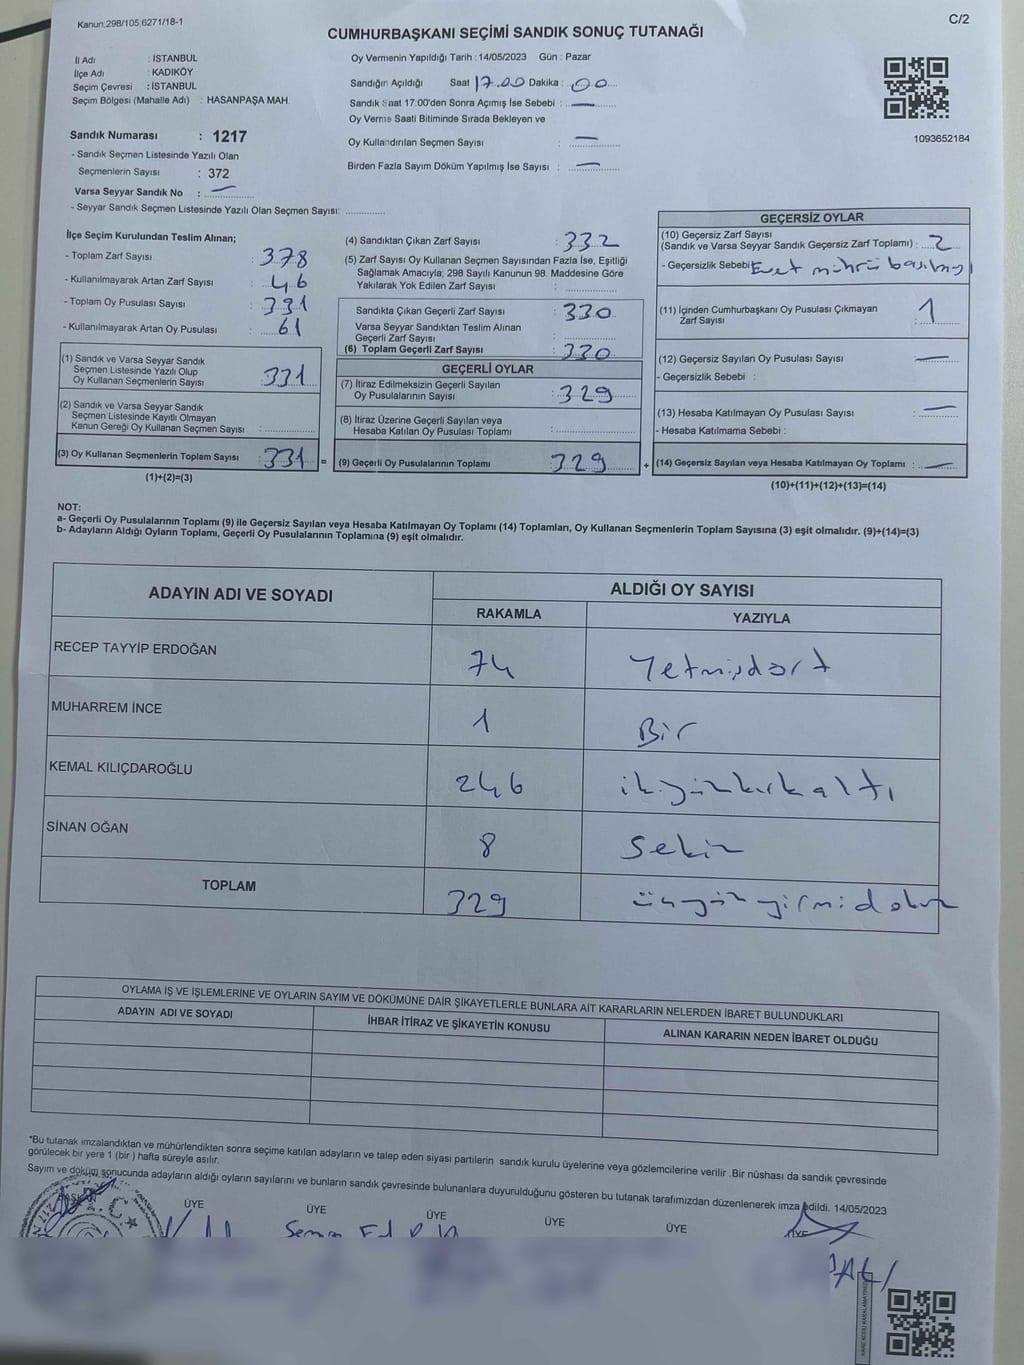 Kanun,298/105,6271/18-1
C/2
CUMHURBAŞKANI SEÇİMİ SANDIK SONUÇ TUTANAĞI
İl Adı : İSTANBUL
İlçe Adı : KADIKÖY
Seçim Çevresi : İSTANBUL
Seçim Bölgesi (Mahalle Adı) : HASANPAŞA MAH.
Sandık Numarası : 1217
- Sandık Seçmen Listesinde Yazılı Olan
Seçmenlerin Sayısı : 372
Varsa Seyyar Sandık No : —
- Seyyar Sandık Seçmen Listesinde Yazılı Olan Seçmen Sayısı:
Oy Vermenin Yapıldığı Tarih : 14/05/2023 Gün : Pazar
Sandığın Açıldığı Saat 17.00 Dakika : 00
Sandık Saat 17:00'den Sonra Açımış İse Sebebi : —
Oy Verme Saati Bitiminde Sırada Bekleyen ve
Oy Kullandırılan Seçmen Sayısı : —
Birden Fazla Sayım Döküm Yapılmış İse Sayısı : —
1093652184
İlçe Seçim Kurulundan Teslim Alınan;
- Toplam Zarf Sayısı : 378
- Kullanılmayarak Artan Zarf Sayısı : 46
- Toplam Oy Pusulası Sayısı : 391
- Kullanılmayarak Artan Oy Pusulası : 61
(1) Sandık ve Varsa Seyyar Sandık
Seçmen Listesinde Yazılı Olup
Oy Kullanan Seçmenlerin Sayısı : 331
(2) Sandık ve Varsa Seyyar Sandık
Seçmen Listesinde Kayıtlı Olmayan
Kanun Gereği Oy Kullanan Seçmen Sayısı :
(3) Oy Kullanan Seçmenlerin Toplam Sayısı : 331 =
(1)+(2)=(3)
(4) Sandıktan Çıkan Zarf Sayısı : 332
(5) Zarf Sayısı Oy Kullanan Seçmen Sayısından Fazla İse, Eşitliği
Sağlamak Amacıyla; 298 Sayılı Kanunun 98. Maddesine Göre
Yakılarak Yok Edilen Zarf Sayısı :
Sandıkta Çıkan Geçerli Zarf Sayısı : 330
Varsa Seyyar Sandıktan Teslim Alınan
Geçerli Zarf Sayısı :
(6) Toplam Geçerli Zarf Sayısı : 330
GEÇERLİ OYLAR
(7) İtiraz Edilmeksizin Geçerli Sayılan
Oy Pusulalarının Sayısı : 329
(8) İtiraz Üzerine Geçerli Sayılan veya
Hesaba Katılan Oy Pusulası Toplamı :
(9) Geçerli Oy Pusulalarının Toplamı : 329 +
GEÇERSİZ OYLAR
(10) Geçersiz Zarf Sayısı
(Sandık ve Varsa Seyyar Sandık Geçersiz Zarf Toplamı) : 2
- Geçersizlik Sebebi : Evet mührü basılmış
(11) İçinden Cumhurbaşkanı Oy Pusulası Çıkmayan
Zarf Sayısı : 1
(12) Geçersiz Sayılan Oy Pusulası Sayısı : —
- Geçersizlik Sebebi :
(13) Hesaba Katılmayan Oy Pusulası Sayısı : —
- Hesaba Katılmama Sebebi :
(14) Geçersiz Sayılan veya Hesaba Katılmayan Oy Toplamı : —
(10)+(11)+(12)+(13)=(14)
NOT:
a- Geçerli Oy Pusulalarının Toplamı (9) ile Geçersiz Sayılan veya Hesaba Katılmayan Oy Toplamı (14) Toplamları, Oy Kullanan Seçmenlerin Toplam Sayısına (3) eşit olmalıdır. (9)+(14)=(3)
b- Adayların Aldığı Oyların Toplamı, Geçerli Oy Pusulalarının Toplamına (9) eşit olmalıdır.
ADAYIN ADI VE SOYADI
ALDIĞI OY SAYISI
RAKAMLA YAZIYLA
RECEP TAYYİP ERDOĞAN 74 Yetmişdört
MUHARREM İNCE 1 Bir
KEMAL KILIÇDAROĞLU 246 ikiyüzkırkaltı
SİNAN OĞAN 8 Sekiz
TOPLAM 329 üçyüzyirmidokuz
OYLAMA İŞ VE İŞLEMLERİNE VE OYLARIN SAYIM VE DÖKÜMÜNE DAİR ŞİKAYETLERLE BUNLARA AİT KARARLARIN NELERDEN İBARET BULUNDUKLARI
ADAYIN ADI VE SOYADI İHBAR İTİRAZ VE ŞİKAYETİN KONUSU ALINAN KARARIN NEDEN İBARET OLDUĞU
*Bu tutanak imzalandıktan ve mühürlendikten sonra seçime katılan adayların ve talep eden siyasi partilerin sandık kurulu üyelerine veya gözlemcilerine verilir .Bir nüshası da sandık çevresinde
görülecek bir yere 1 (bir ) hafta süreyle asılır.
Sayım ve döküm sonucunda adayların aldığı oyların sayılarını ve bunların sandık çevresinde bulunanlara duyurulduğunu gösteren bu tutanak tarafımızdan düzenlenerek imza edildi. 14/05/2023
BAŞKAN ÜYE ÜYE ÜYE ÜYE ÜYE ÜYE
T.C.